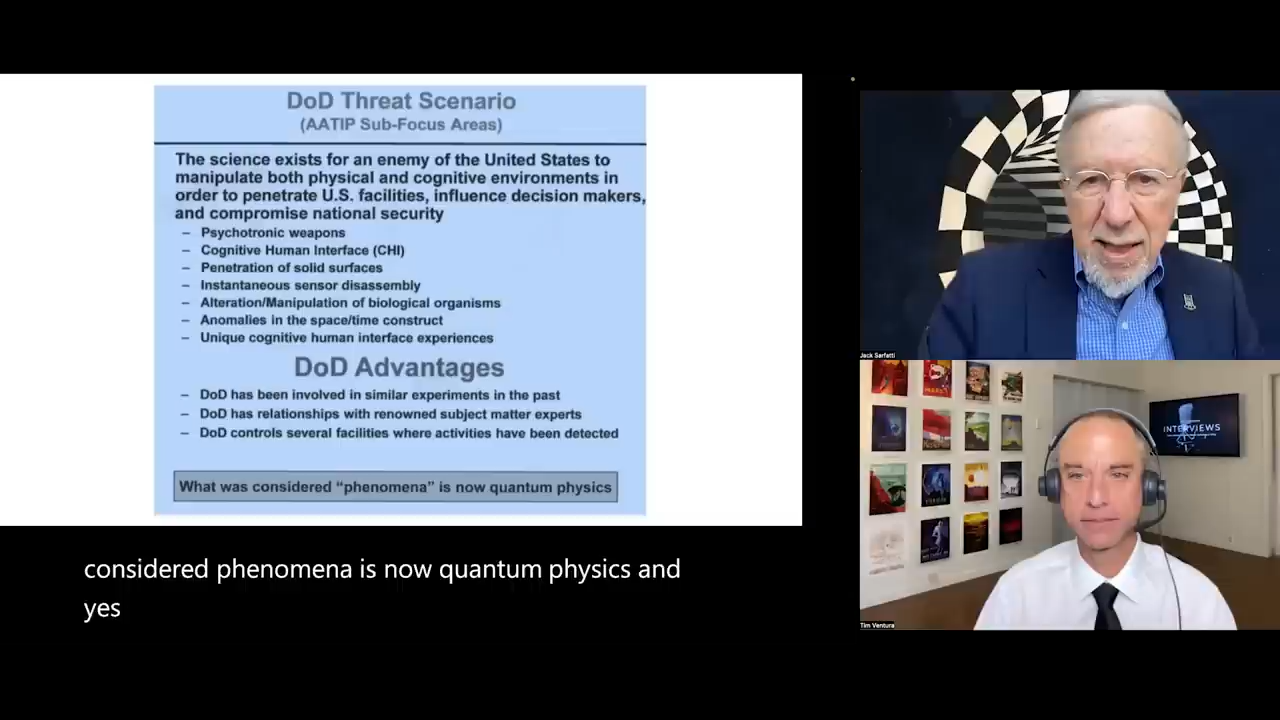 DoD Threat Scenario
(AATIP Sub-Focus Areas)
The science exists for an enemy of the United States to
manipulate both physical and cognitive environments in
order to penetrate U.S. facilities, influence decision makers,
and compromise national security
– Psychotronic weapons
– Cognitive Human Interface (CHI)
– Penetration of solid surfaces
– Instantaneous sensor disassembly
– Alteration/Manipulation of biological organisms
– Anomalies in the space/time construct
– Unique cognitive human interface experiences
DoD Advantages
– DoD has been involved in similar experiments in the past
– DoD has relationships with renowned subject matter experts
– DoD controls several facilities where activities have been detected
What was considered “phenomena” is now quantum physics
considered phenomena is now quantum physics and
yes
Jack Sarfatti
INTERVIEWS
Tim Ventura